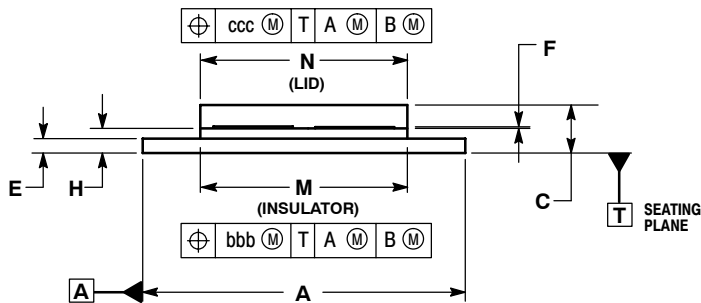 ⌖ ccc Ⓜ T A Ⓜ B Ⓜ
N
(LID)
F
E
H
M
(INSULATOR)
C
T SEATING
PLANE
⌖ bbb Ⓜ T A Ⓜ B Ⓜ
A
A